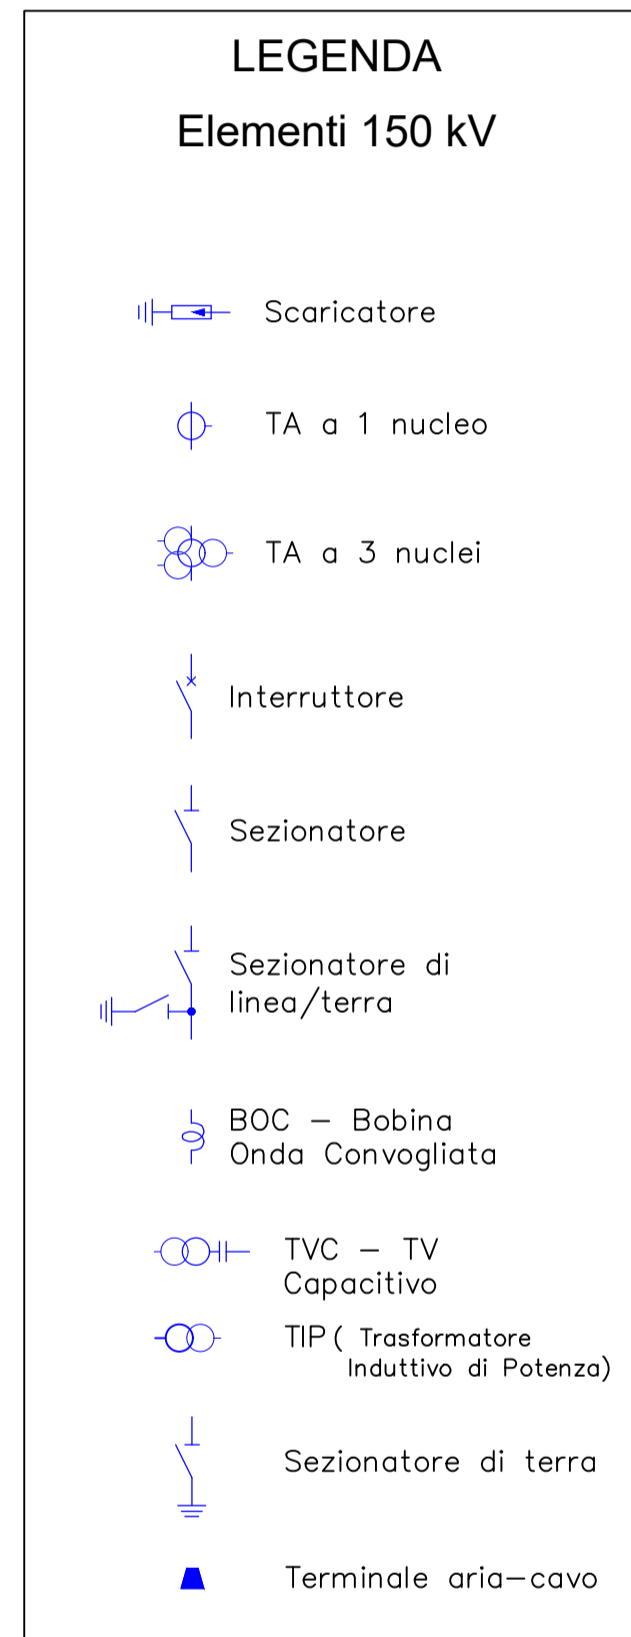 LEGENDA
Elementi 150 kV
Scaricatore
TA a 1 nucleo
TA a 3 nuclei
Interruttore
Sezionatore
Sezionatore di
linea/terra
BOC – Bobina
Onda Convogliata
TVC – TV
Capacitivo
TIP ( Trasformatore
Induttivo di Potenza)
Sezionatore di terra
Terminale aria–cavo